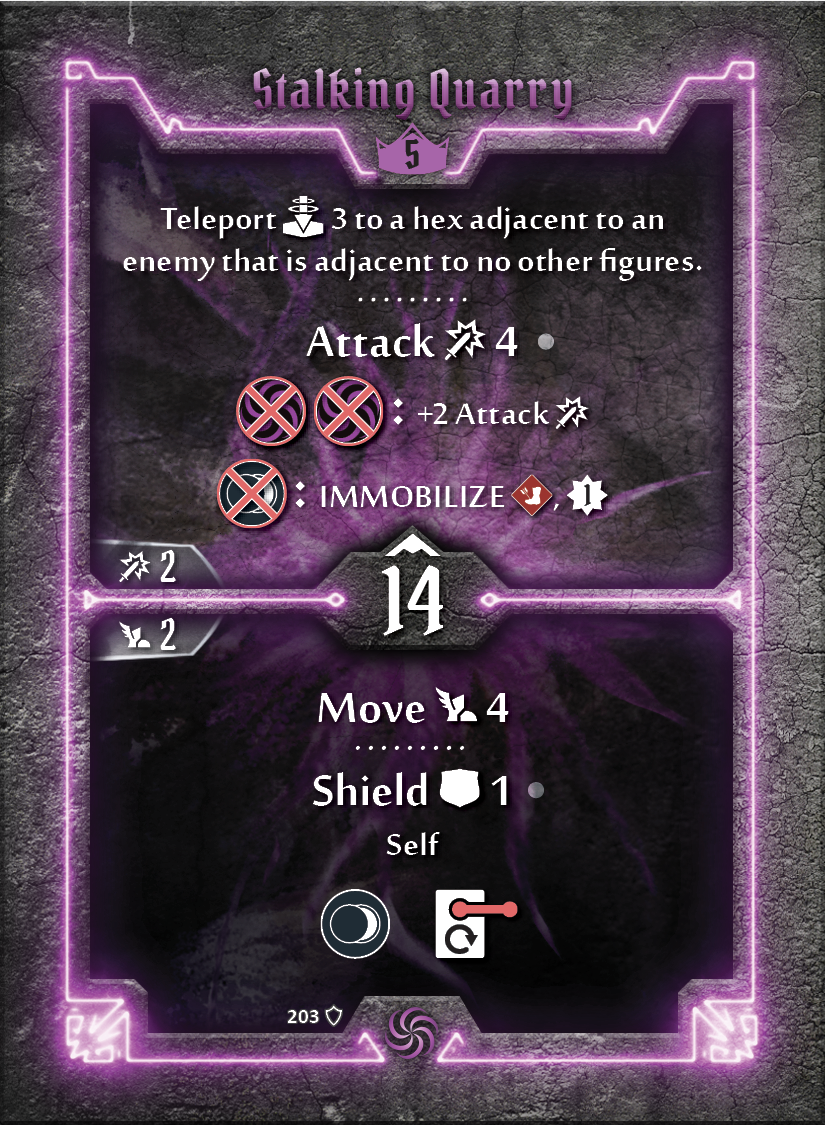 Stalking Quarry
5
Teleport 3 to a hex adjacent to an
enemy that is adjacent to no other figures.
Attack 4
: +2 Attack
: IMMOBILIZE , 1
2
14
2
Move 4
Shield 1
Self
203